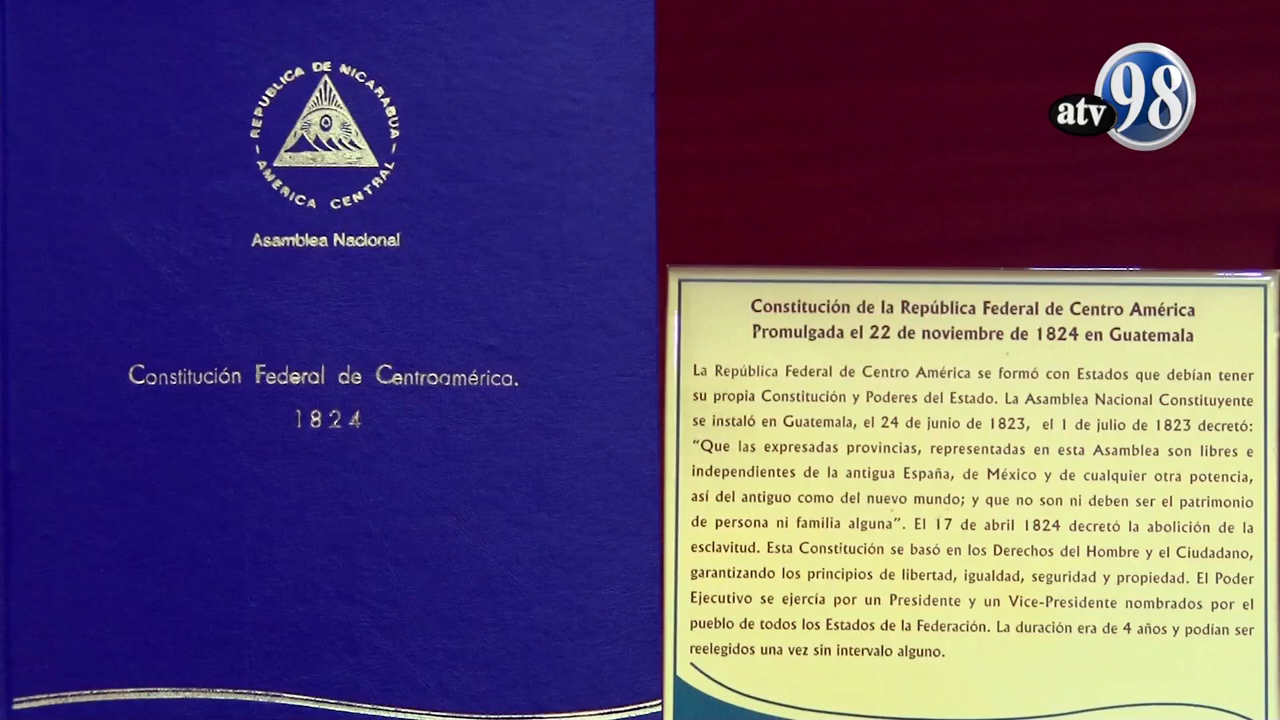 REPUBLICA DE NICARAGUA
AMERICA CENTRAL
Asamblea Nacional
Constitución Federal de Centroamérica.
1824
atv 98
Constitución de la República Federal de Centro América
Promulgada el 22 de noviembre de 1824 en Guatemala
La República Federal de Centro América se formó con Estados que debían tener
su propia Constitución y Poderes del Estado. La Asamblea Nacional Constituyente
se instaló en Guatemala, el 24 de junio de 1823, el 1 de julio de 1823 decretó:
“Que las expresadas provincias, representadas en esta Asamblea son libres e
independientes de la antigua España, de México y de cualquier otra potencia,
así del antiguo como del nuevo mundo; y que no son ni deben ser el patrimonio
de persona ni familia alguna”. El 17 de abril 1824 decretó la abolición de la
esclavitud. Esta Constitución se basó en los Derechos del Hombre y el Ciudadano,
garantizando los principios de libertad, igualdad, seguridad y propiedad. El Poder
Ejecutivo se ejercía por un Presidente y un Vice-Presidente nombrados por el
pueblo de todos los Estados de la Federación. La duración era de 4 años y podían ser
reelegidos una vez sin intervalo alguno.